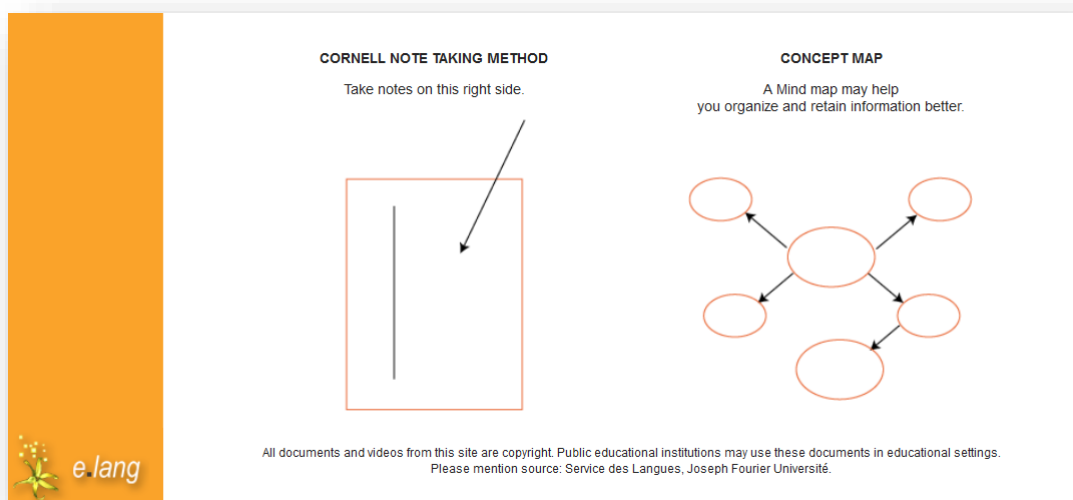 CORNELL NOTE TAKING METHOD
Take notes on this right side.
CONCEPT MAP
A Mind map may help
you organize and retain information better.
e.lang
All documents and videos from this site are copyright. Public educational institutions may use these documents in educational settings.
Please mention source: Service des Langues, Joseph Fourier Université.